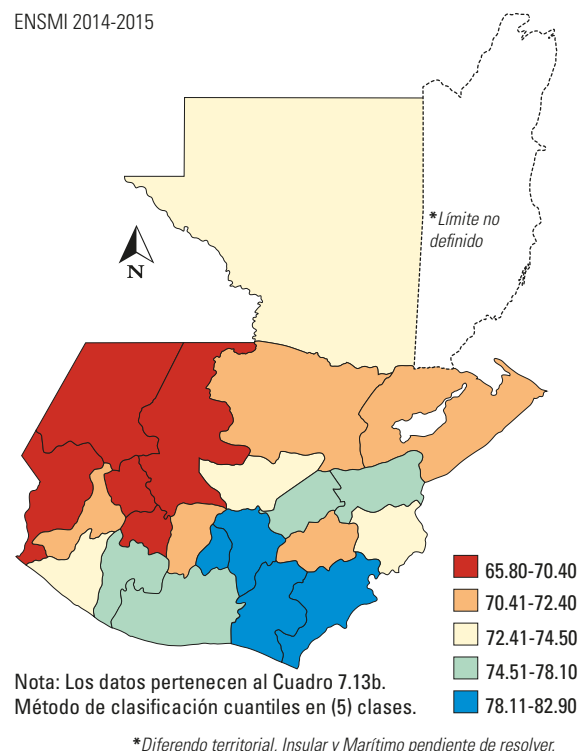 ENSMI 2014-2015
*Límite no
definido
N
65.80-70.40
70.41-72.40
72.41-74.50
74.51-78.10
78.11-82.90
Nota: Los datos pertenecen al Cuadro 7.13b.
Método de clasificación cuantiles en (5) clases.
*Diferendo territorial, Insular y Marítimo pendiente de resolver.